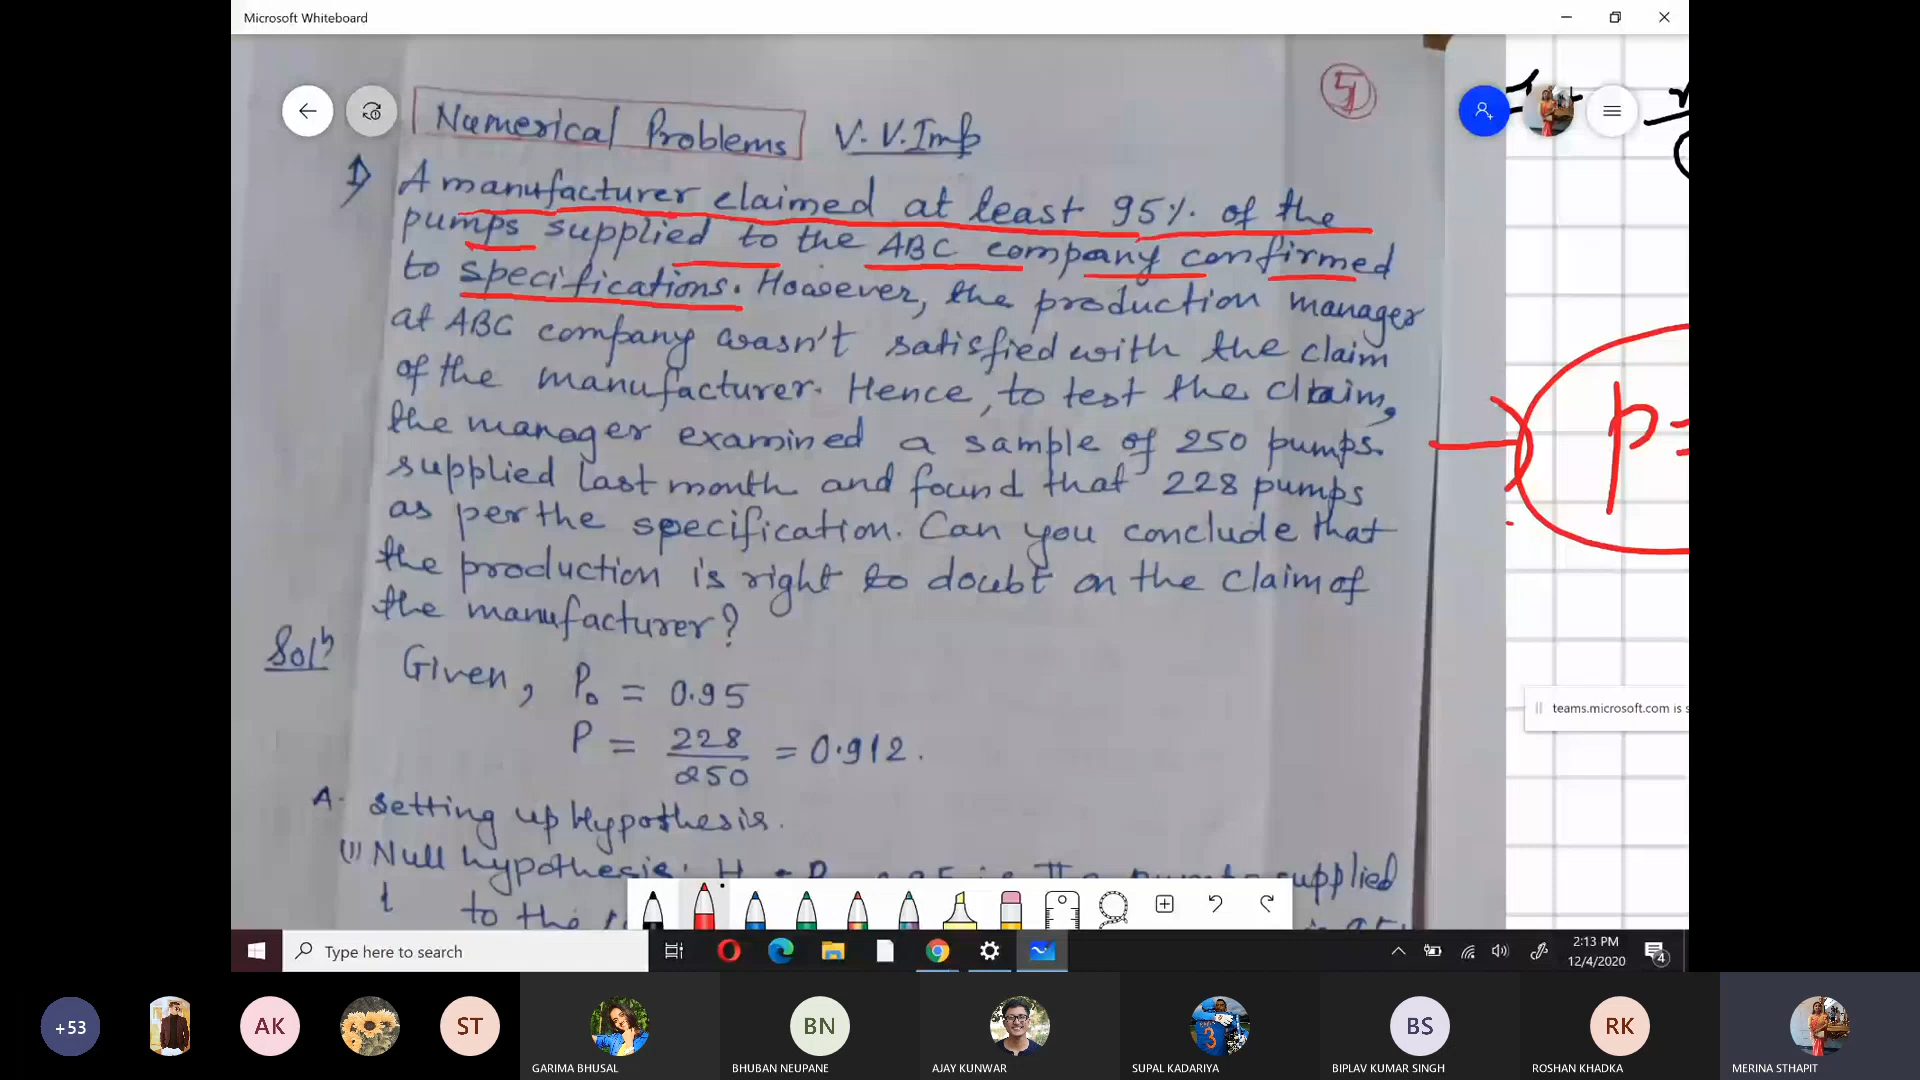 Microsoft Whiteboard
51
Numerical Problems V.V.Imp
1) A manufacturer claimed at least 95% of the
pumps supplied to the ABC company confirmed
to specifications. However, the production manager
at ABC company wasn't satisfied with the claim
of the manufacturer. Hence, to test the claim,
the manager examined a sample of 250 pumps.
supplied last month and found that 228 pumps
as per the specification. Can you conclude that
the production is right to doubt on the claim of
the manufacturer?
Solⁿ
Given, P₀ = 0.95
P = 228/250 = 0.912.
A. Setting up Hypothesis.
(1) Null hypothesis: supplied
to the
P=
teams.microsoft.com is s
Type here to search
2:13 PM
12/4/2020
4
+53
AK
ST
GARIMA BHUSAL
BN
BHUBAN NEUPANE
AJAY KUNWAR
3
SUPAL KADARIYA
BS
BIPLAV KUMAR SINGH
RK
ROSHAN KHADKA
MERINA STHAPIT